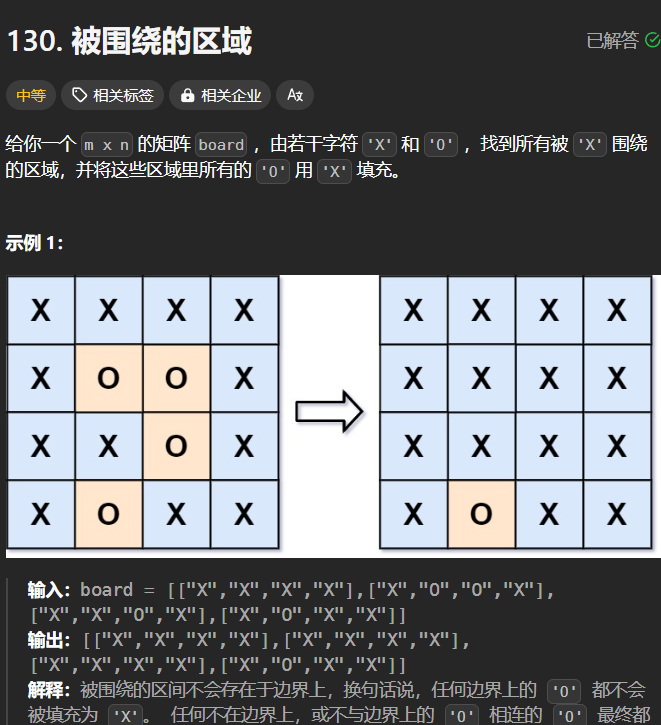 130. 被围绕的区域
已解答
中等 相关标签 相关企业 Aあ
给你一个 m x n 的矩阵 board ，由若干字符 'X' 和 'O' ，找到所有被 'X' 围绕
的区域，并将这些区域里所有的 'O' 用 'X' 填充。
示例 1：
X X X X X X X X
X O O X X X X X
X X O X X X X X
X O X X X O X X
输入：board = [["X","X","X","X"],["X","O","O","X"],
["X","X","O","X"],["X","O","X","X"]]
输出：[["X","X","X","X"],["X","X","X","X"],
["X","X","X","X"],["X","O","X","X"]]
解释：被围绕的区间不会存在于边界上，换句话说，任何边界上的 'O' 都不会
被填充为 'X'。 任何不在边界上，或不与边界上的 'O' 相连的 'O' 最终都